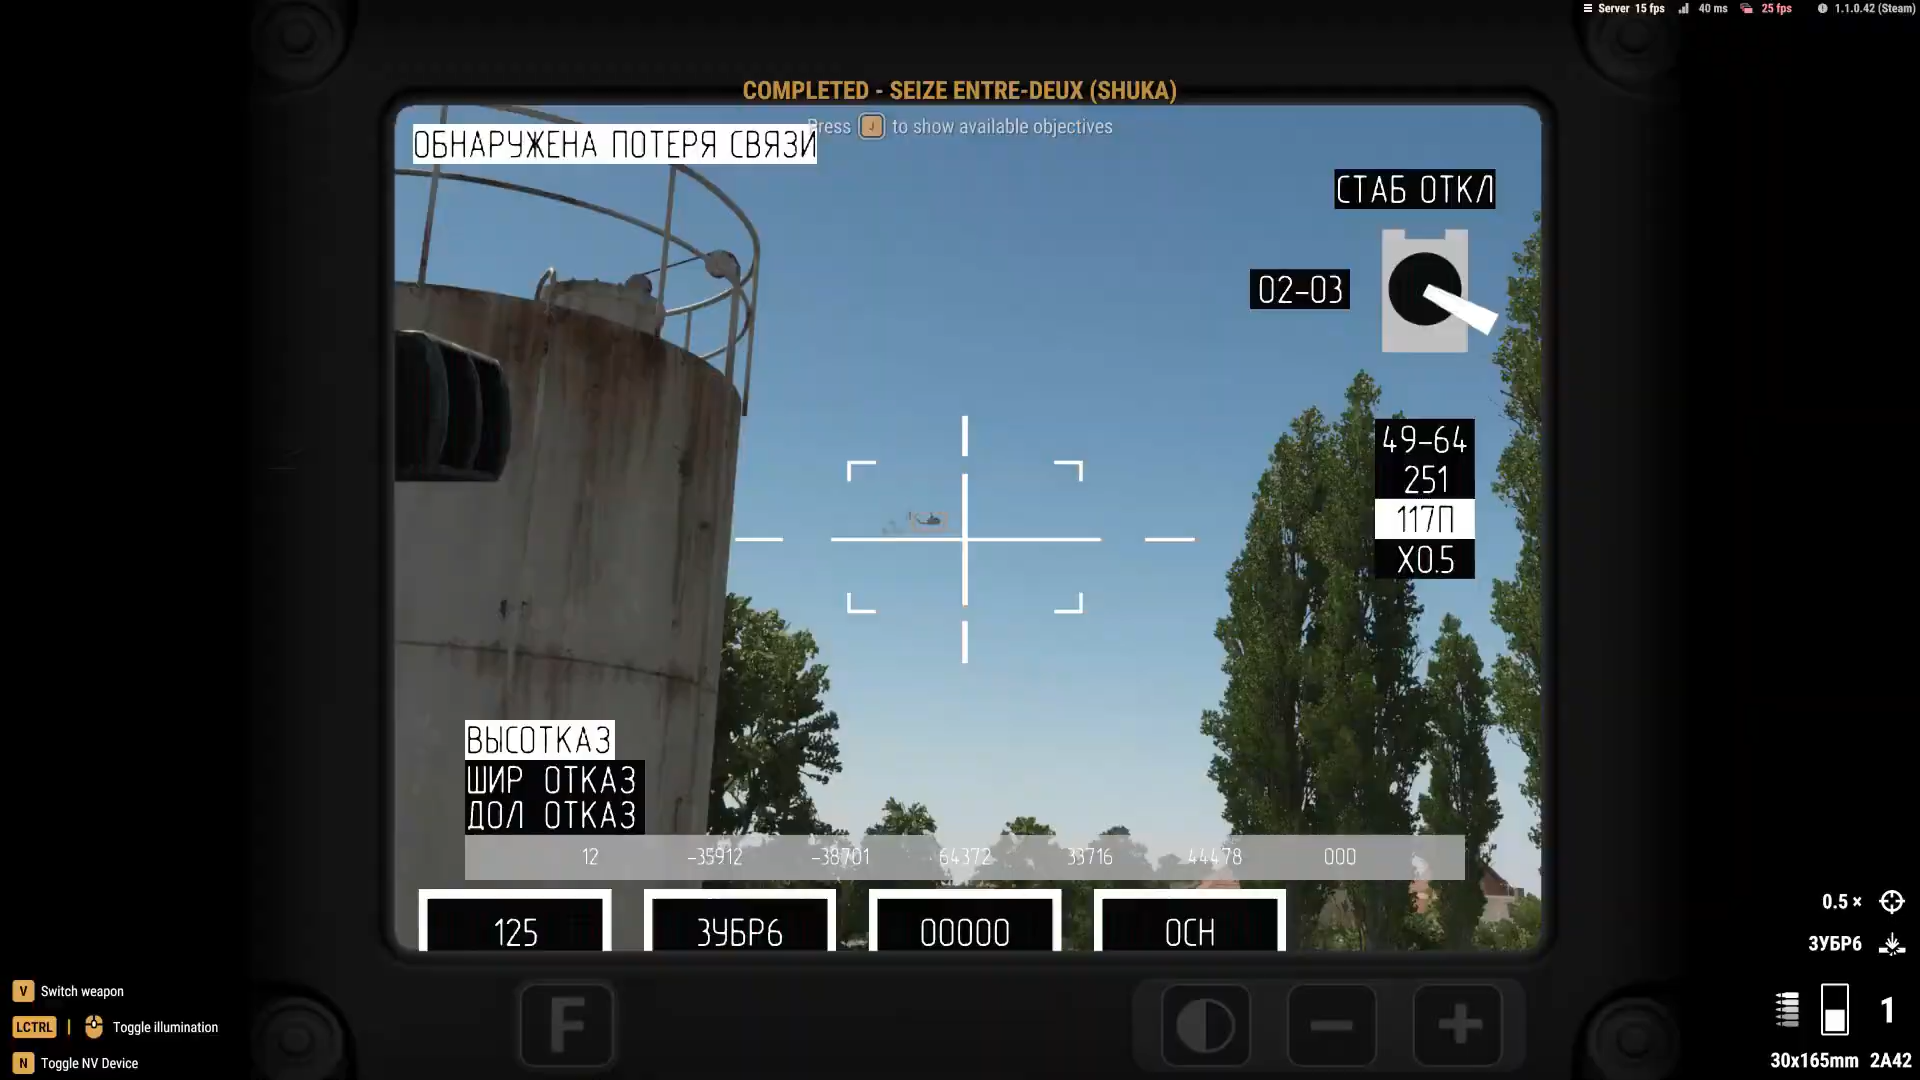 Server 15 fps 40 ms 25 fps 1.1.0.42 (Steam)
COMPLETED - SEIZE ENTRE-DEUX (SHUKA)
Press J to show available objectives
ОБНАРУЖЕНА ПОТЕРЯ СВЯЗИ
СТАБ ОТКЛ
02-03
49-64
251
117П
X0.5
ВЫСОТКАЗ
ШИР ОТКАЗ
ДОЛ ОТКАЗ
12 -35912 -38701 64372 33716 44478 000
125 ЗУБР6 00000 ОСН
0.5 ×
ЗУБР6
V Switch weapon
LCTRL | Toggle illumination
N Toggle NV Device
F
1
30x165mm 2A42